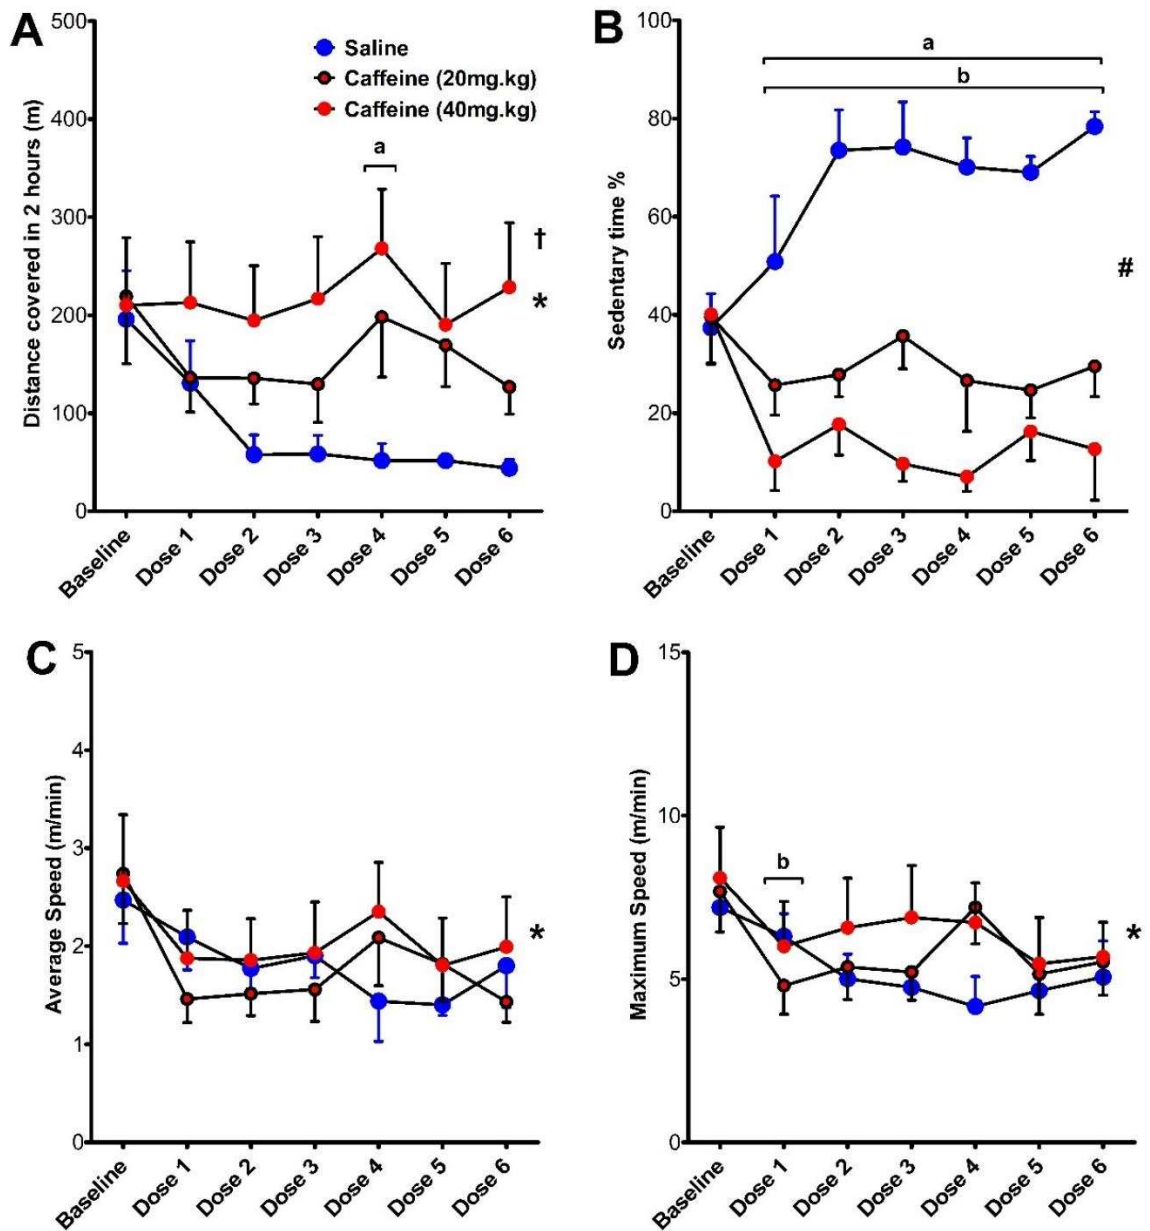 A
Distance covered in 2 hours (m)
500
400
300
200
100
0
Saline
Caffeine (20mg.kg)
Caffeine (40mg.kg)
a
†
*
Baseline
Dose 1
Dose 2
Dose 3
Dose 4
Dose 5
Dose 6
B
Sedentary time %
100
80
60
40
20
0
a
b
#
Baseline
Dose 1
Dose 2
Dose 3
Dose 4
Dose 5
Dose 6
C
Average Speed (m/min)
5
4
3
2
1
0
*
Baseline
Dose 1
Dose 2
Dose 3
Dose 4
Dose 5
Dose 6
D
Maximum Speed (m/min)
15
10
5
0
b
*
Baseline
Dose 1
Dose 2
Dose 3
Dose 4
Dose 5
Dose 6